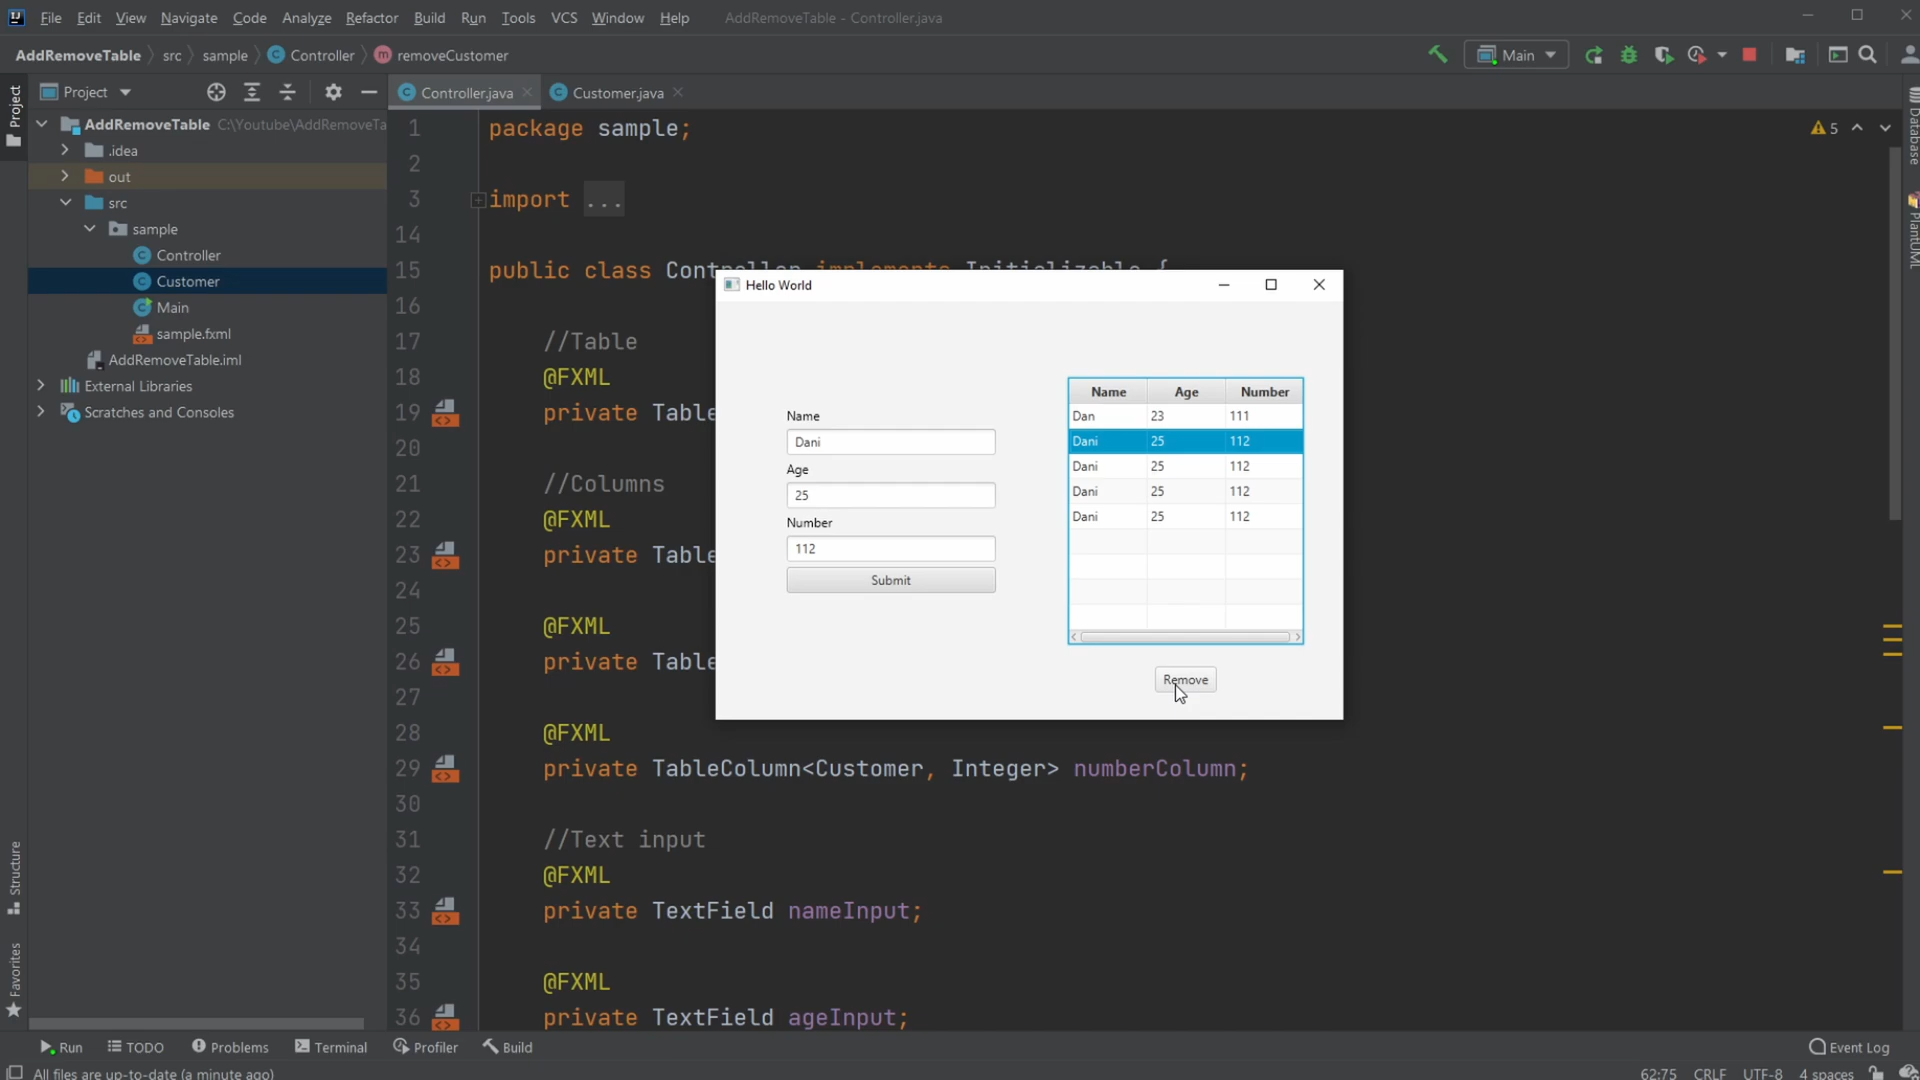 File Edit View Navigate Code Analyze Refactor Build Run Tools VCS Window Help AddRemoveTable - Controller.java
AddRemoveTable src sample Controller removeCustomer Main
Project Controller.java Customer.java
Project
AddRemoveTable C:\Youtube\AddRemoveTa
.idea
out
src
sample
Controller
Customer
Main
sample.fxml
AddRemoveTable.iml
External Libraries
Scratches and Consoles
Structure
Favorites
1 package sample;
2
3 import ...
14
15 public class Controller implements Initializable {
16
17 //Table
18 @FXML
19 private Table
20
21 //Columns
22 @FXML
23 private Table
24
25 @FXML
26 private Table
27
28 @FXML
29 private TableColumn<Customer, Integer> numberColumn;
30
31 //Text input
32 @FXML
33 private TextField nameInput;
34
35 @FXML
36 private TextField ageInput;
5
Database
PlantUML
Hello World
Name
Dani
Age
25
Number
112
Submit
Name Age Number
Dan 23 111
Dani 25 112
Dani 25 112
Dani 25 112
Dani 25 112
Remove
Run TODO Problems Terminal Profiler Build Event Log
All files are up-to-date (a minute ago) 62:75 CRLF UTF-8 4 spaces